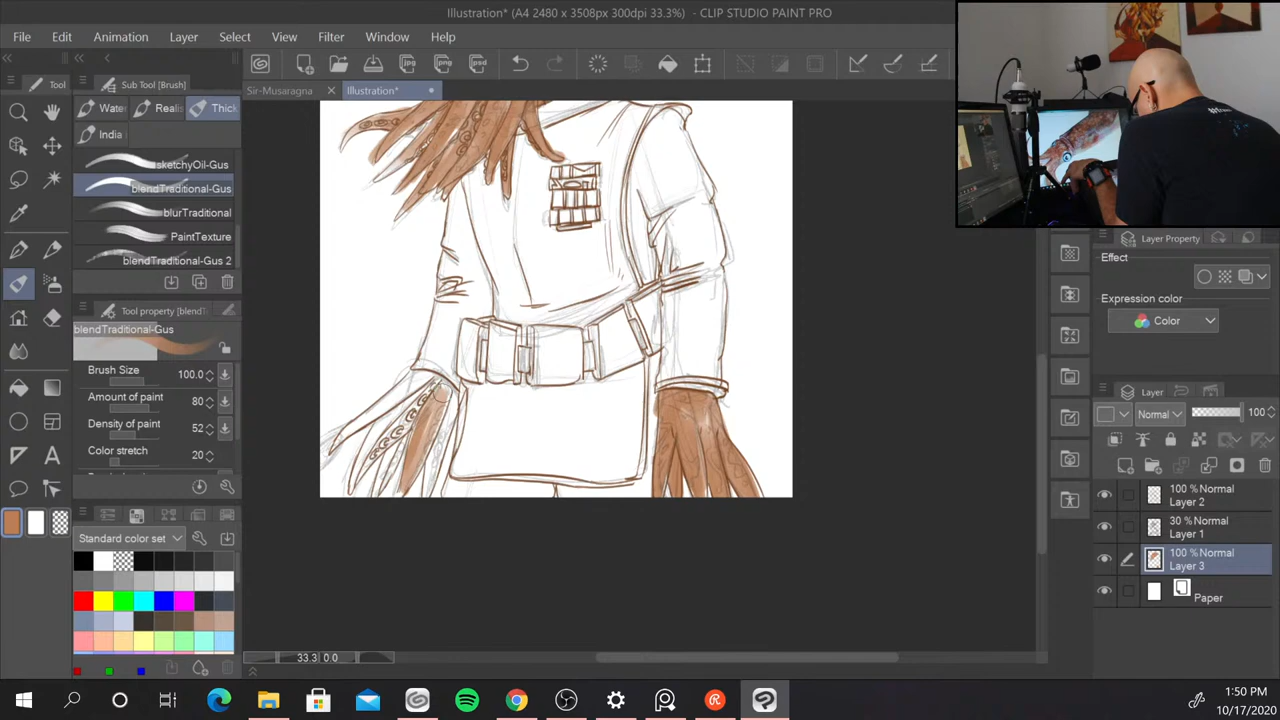 Illustration* (A4 2480 x 3508px 300dpi 33.3%) - CLIP STUDIO PAINT PRO
File Edit Animation Layer Select View Filter Window Help
Tool
Sub Tool [Brush]
Sir-Musaragna
Illustration*
Water
Reali
Thick
India
sketchyOil-Gus
blendTraditional-Gus
blurTraditional
PaintTexture
blendTraditional-Gus 2
Tool property [blendT
blendTraditional-Gus
Brush Size 100.0
Amount of paint 80
Density of paint 52
Color stretch 20
Standard color set
33.3 0.0
Layer Property
Effect
Expression color
Color
Layer
Normal 100
100 % Normal
Layer 2
30 % Normal
Layer 1
100 % Normal
Layer 3
Paper
1:50 PM
10/17/2020